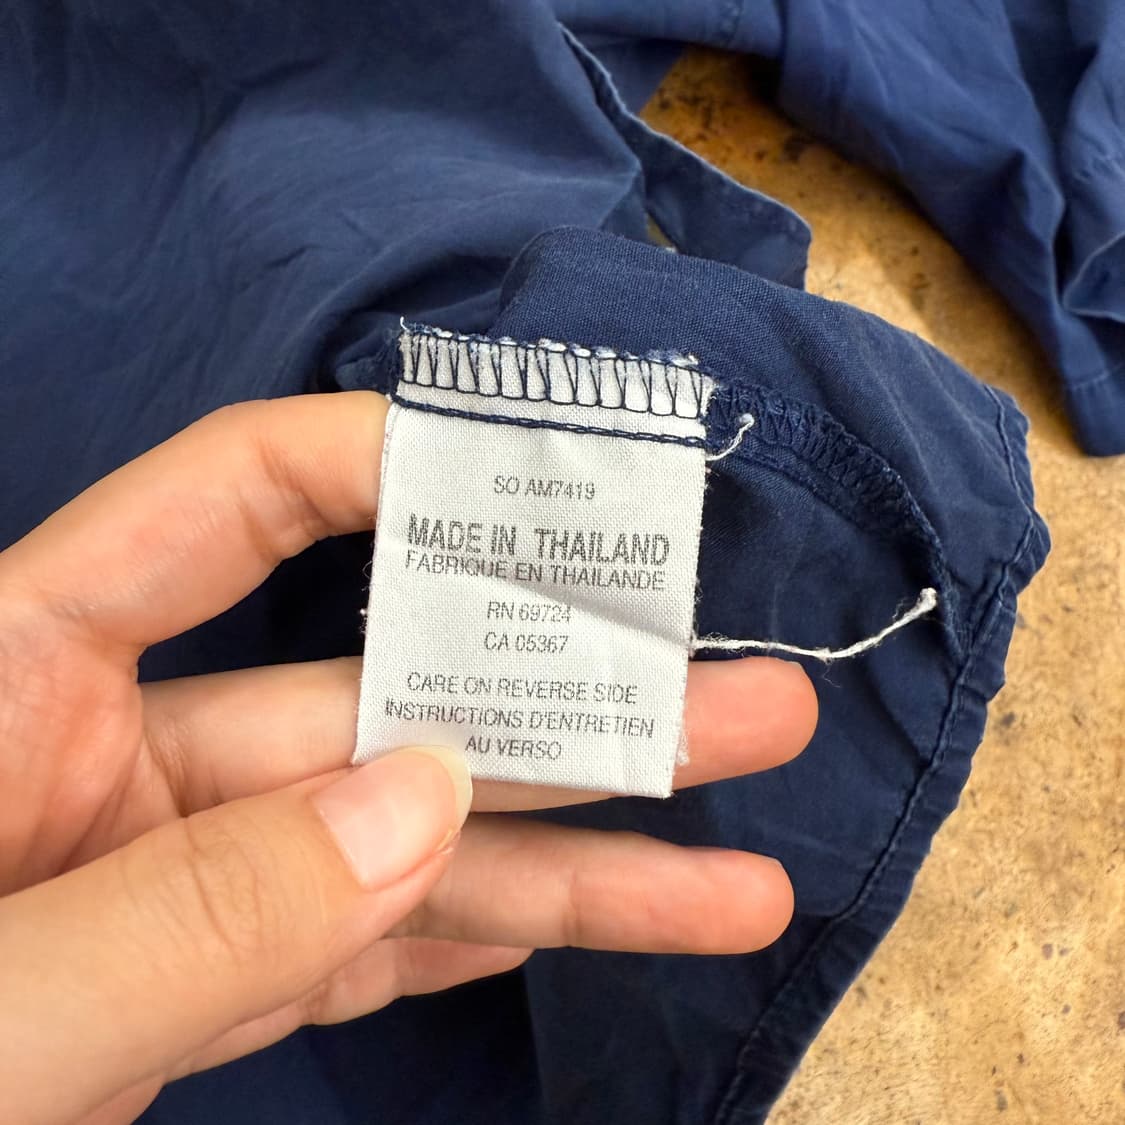 SO AM7419
MADE IN THAILAND
FABRIQUE EN THAILANDE
RN 69724
CA 05367
CARE ON REVERSE SIDE
INSTRUCTIONS D'ENTRETIEN
AU VERSO